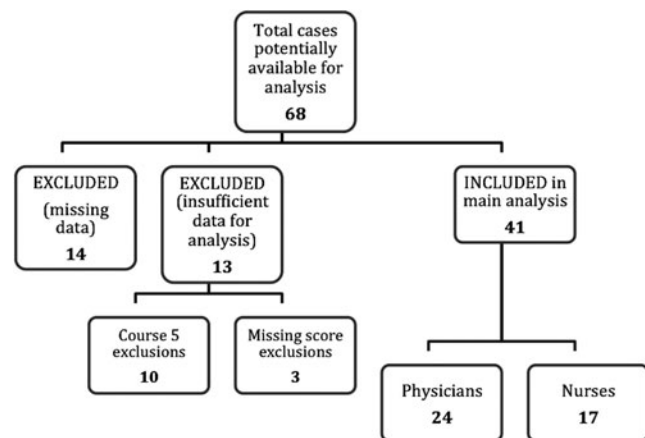 Total cases
potentially
available for
analysis
68
EXCLUDED
(missing
data)
14
EXCLUDED
(insufficient
data for
analysis)
13
INCLUDED in
main analysis
41
Course 5
exclusions
10
Missing score
exclusions
3
Physicians
24
Nurses
17